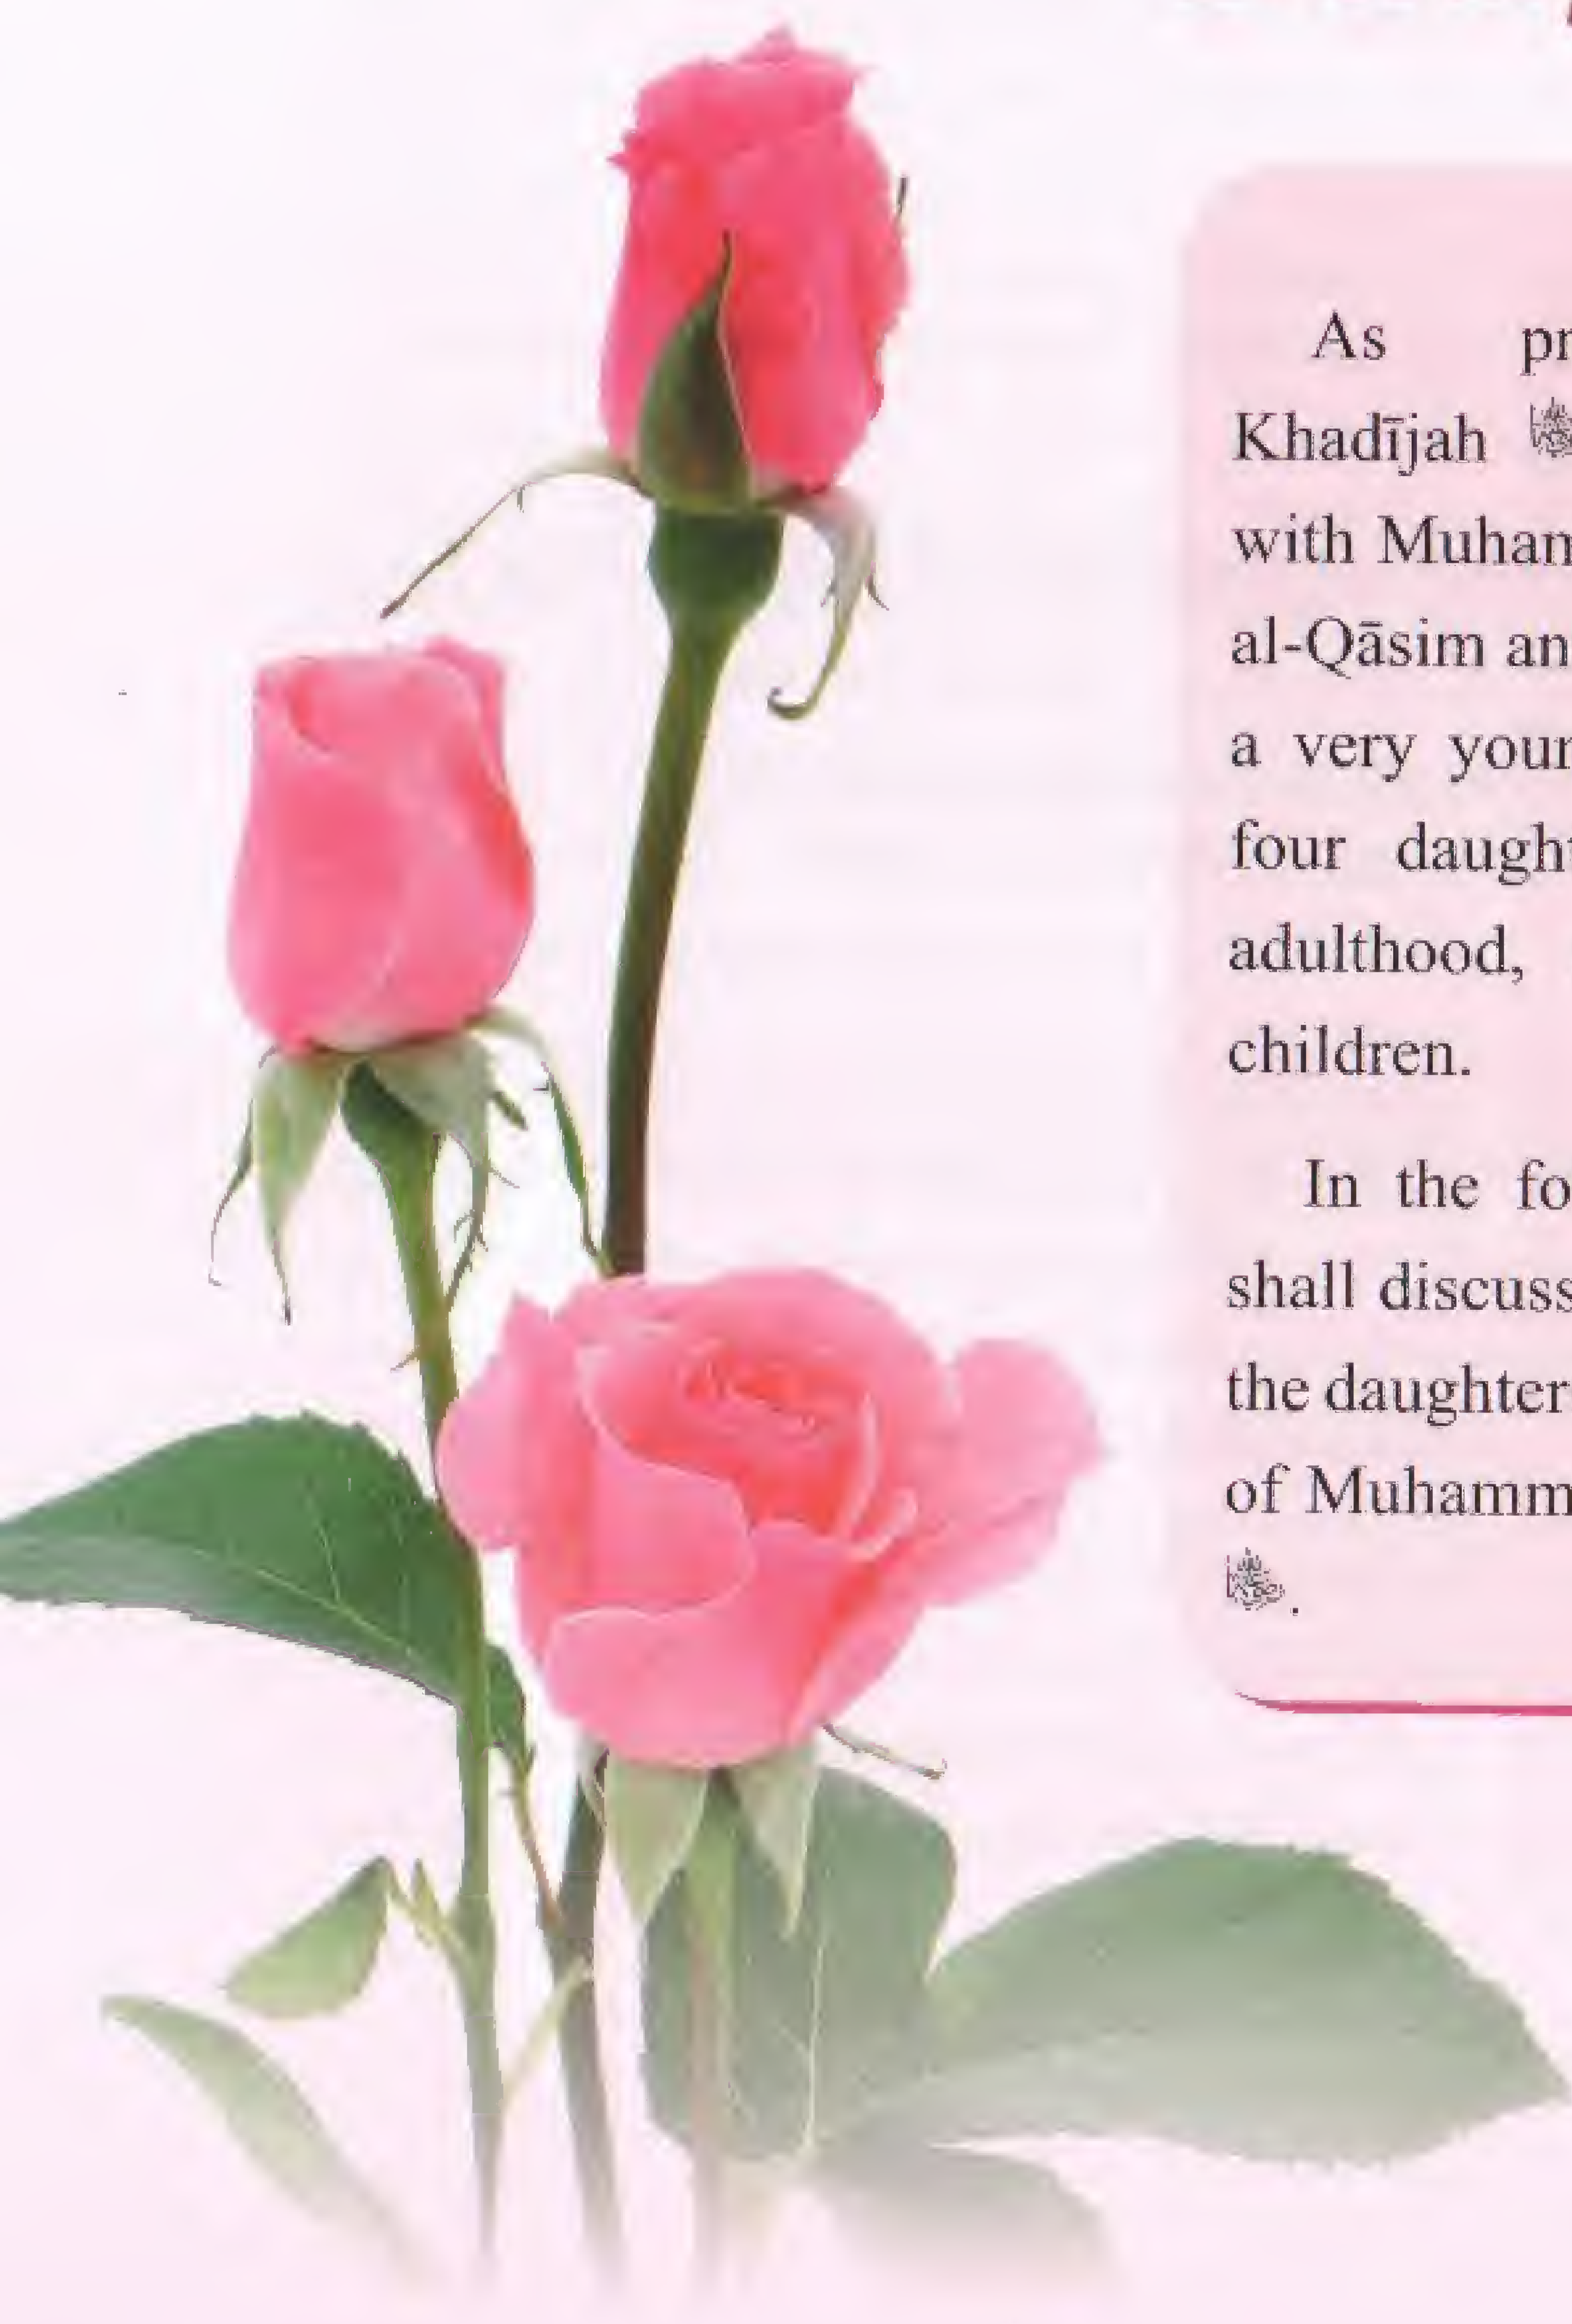 As pr
Khadījah
with Muham
al-Qāsim an
a very youn
four daught
adulthood,
children.
In the fo
shall discuss
the daughter
of Muhamm
.